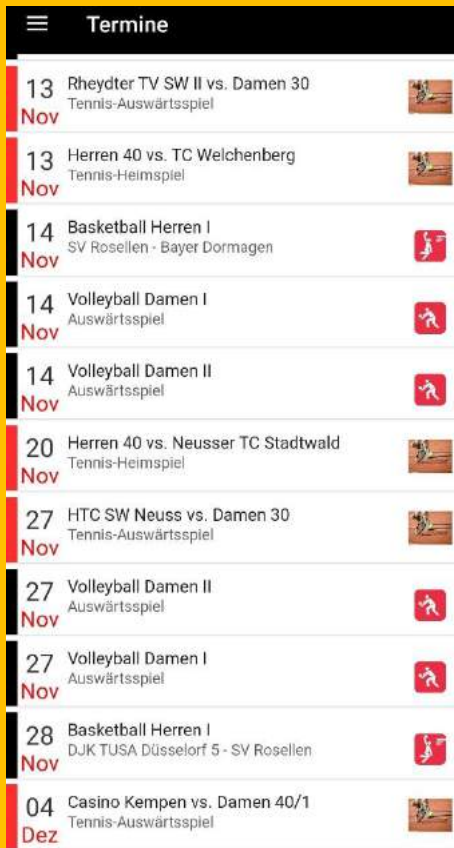 Termine
13 Rheydter TV SW II vs. Damen 30
Nov Tennis-Auswärtsspiel
13 Herren 40 vs. TC Welchenberg
Nov Tennis-Heimspiel
14 Basketball Herren I
Nov SV Rosellen - Bayer Dormagen
14 Volleyball Damen I
Nov Auswärtsspiel
14 Volleyball Damen II
Nov Auswärtsspiel
20 Herren 40 vs. Neusser TC Stadtwald
Nov Tennis-Heimspiel
27 HTC SW Neuss vs. Damen 30
Nov Tennis-Auswärtsspiel
27 Volleyball Damen II
Nov Auswärtsspiel
27 Volleyball Damen I
Nov Auswärtsspiel
28 Basketball Herren I
Nov DJK TUSA Düsselorf 5 - SV Rosellen
04 Casino Kempen vs. Damen 40/1
Dez Tennis-Auswärtsspiel